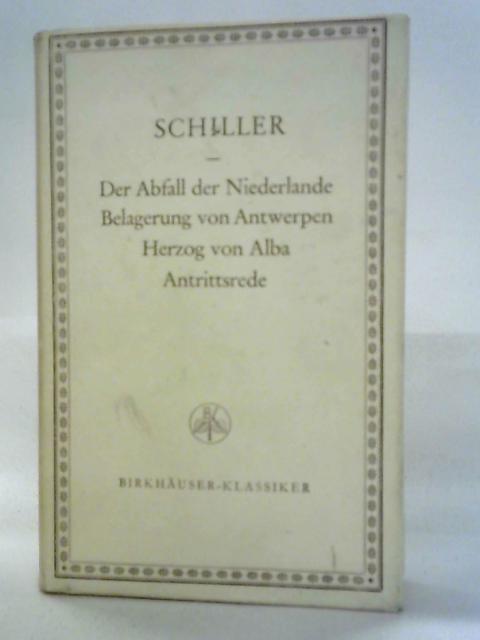 SCHILLER
Der Abfall der Niederlande
Belagerung von Antwerpen
Herzog von Alba
Antrittsrede
BIRKHÄUSER-KLASSIKER